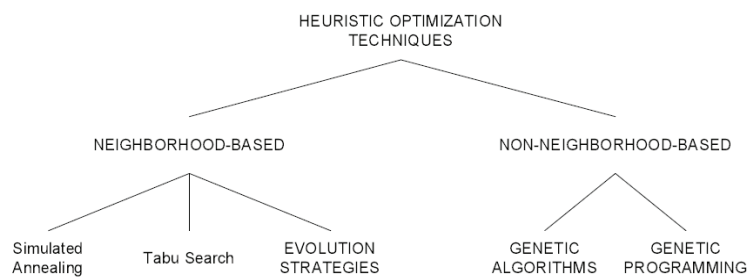 HEURISTIC OPTIMIZATION
TECHNIQUES
NEIGHBORHOOD-BASED
NON-NEIGHBORHOOD-BASED
Simulated
Annealing
Tabu Search
EVOLUTION
STRATEGIES
GENETIC
ALGORITHMS
GENETIC
PROGRAMMING